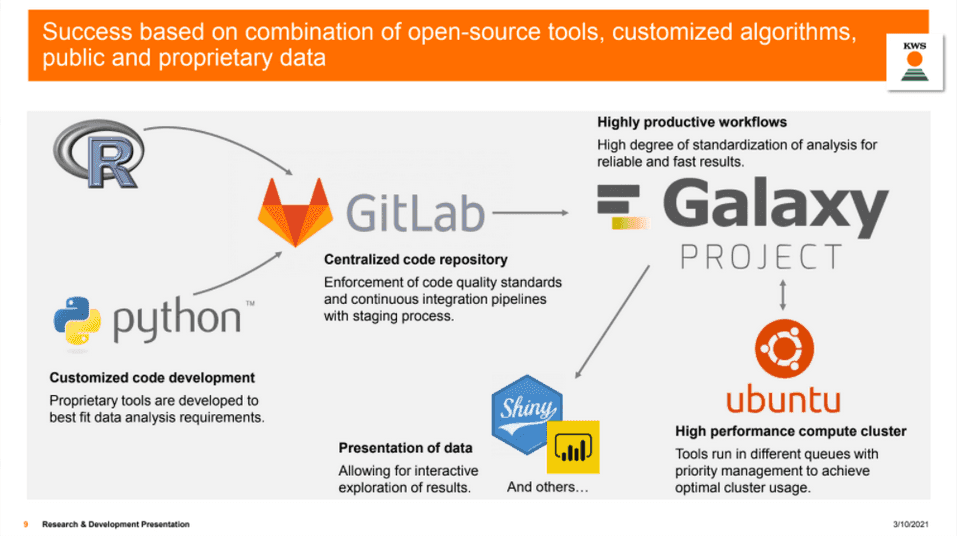 Success based on combination of open-source tools, customized algorithms,
public and proprietary data
KWS
R
GitLab
Centralized code repository
Enforcement of code quality standards
and continuous integration pipelines
with staging process.
Highly productive workflows
High degree of standardization of analysis for
reliable and fast results.
Galaxy
PROJECT
python™
Customized code development
Proprietary tools are developed to
best fit data analysis requirements.
Presentation of data
Allowing for interactive
exploration of results.
Shiny
And others…
ubuntu
High performance compute cluster
Tools run in different queues with
priority management to achieve
optimal cluster usage.
9 Research & Development Presentation
3/10/2021